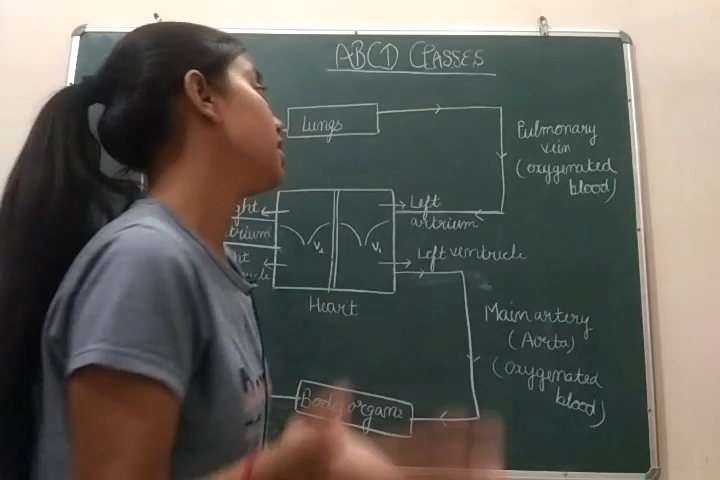 ABCD Classes
Lungs
Pulmonary
vein
(oxygenated
blood)
Left
artrium
Left ventricle
V2
V1
Heart
Main artery
(Aorta)
(Oxygenated
blood)
Body organs